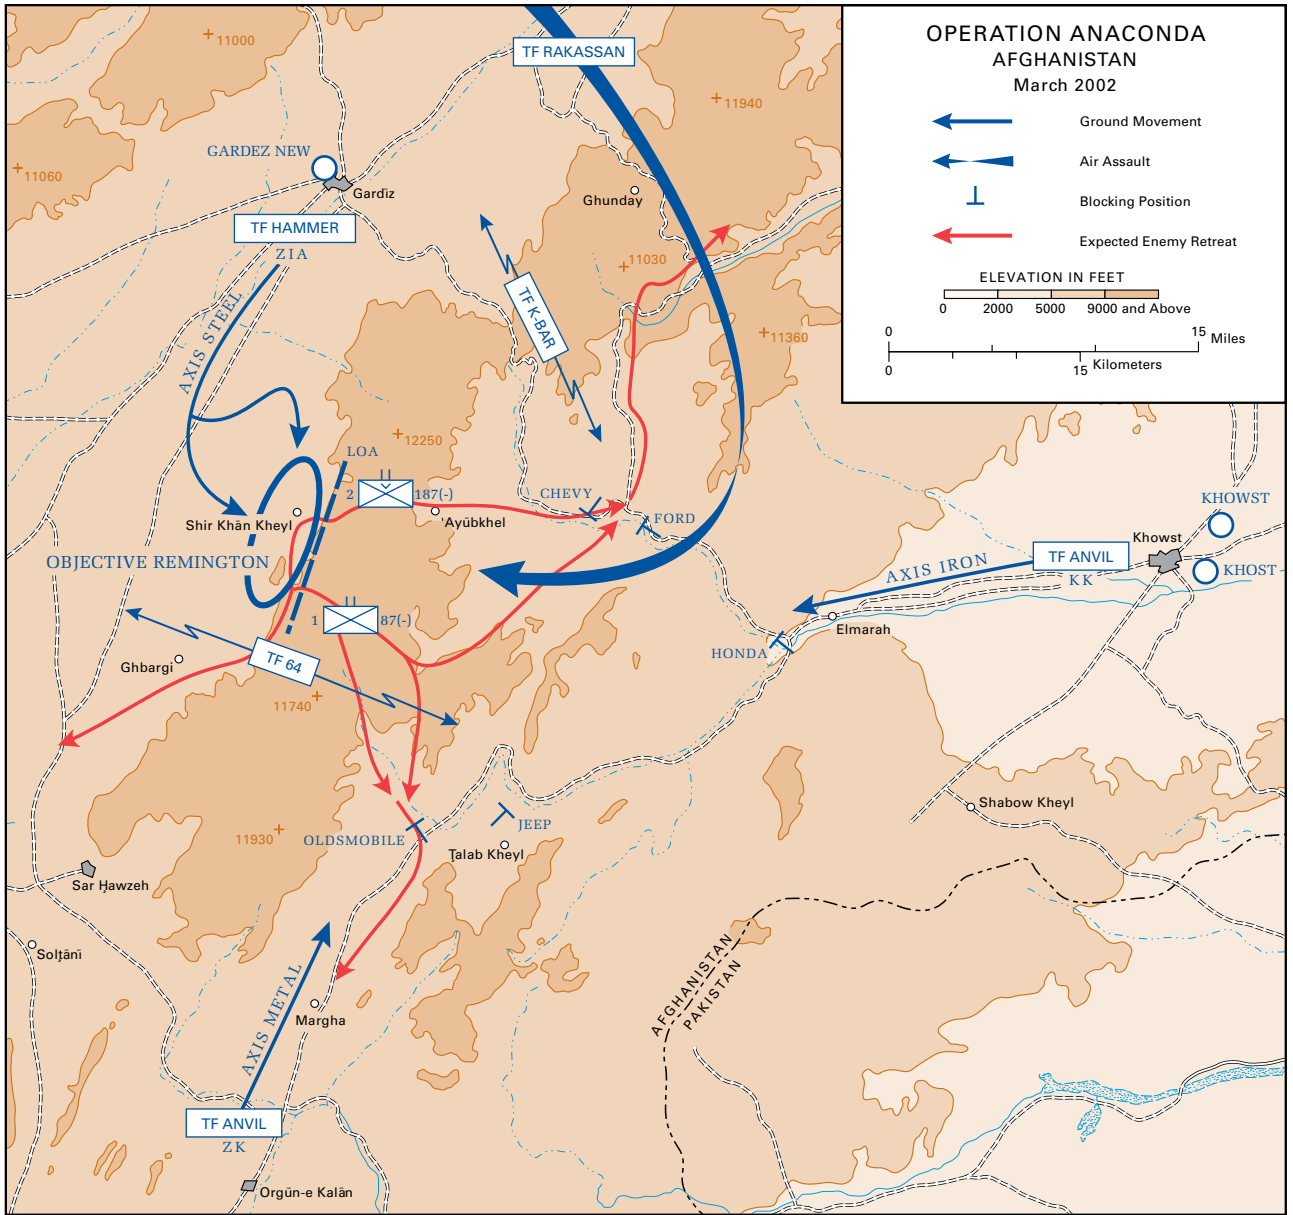 OPERATION ANACONDA
AFGHANISTAN
March 2002
Ground Movement
Air Assault
Blocking Position
Expected Enemy Retreat
ELEVATION IN FEET
0 2000 5000 9000 and Above
0 15 Miles
0 15 Kilometers
TF RAKASSAN
11000
11940
11060
GARDEZ NEW
Gardīz
Ghunday
TF HAMMER
ZIA
11030
AXIS STEEL
TF K-BAR
11360
12250
LOA
2 187(-)
CHEVY
FORD
'Ayūbkhel
Shir Khān Kheyl
OBJECTIVE REMINGTON
KHOWST
Khowst
KHOST
TF ANVIL
KK
AXIS IRON
Elmarah
HONDA
1 87(-)
TF 64
Ghbargi
11740
11930
OLDSMOBILE
JEEP
Ţalab Kheyl
Shabow Kheyl
Sar Ḩawzeh
Solţānī
AFGHANISTAN
PAKISTAN
AXIS METAL
Margha
TF ANVIL
ZK
Orgūn-e Kalān